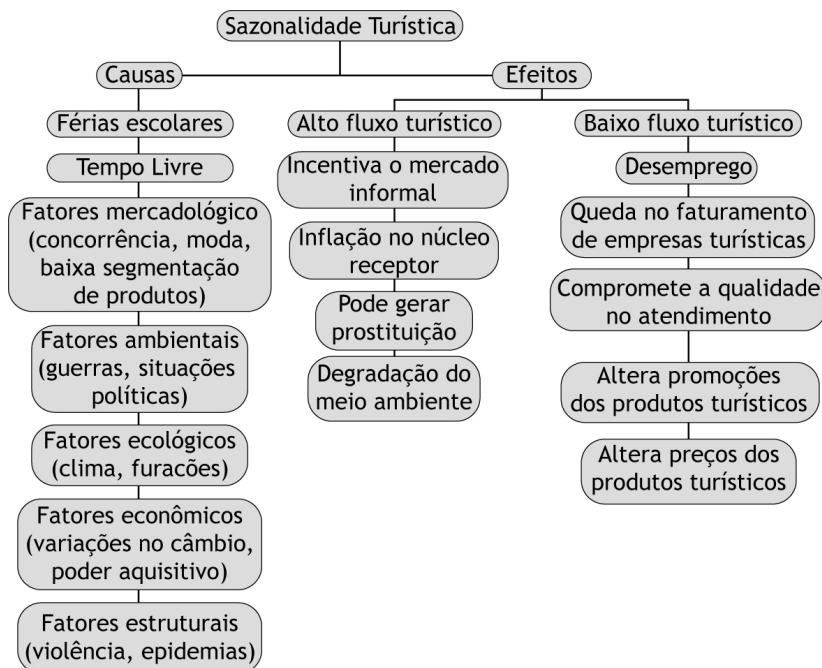 Sazonalidade Turística
Causas
Férias escolares
Tempo Livre
Fatores mercadológico
(concorrência, moda,
baixa segmentação
de produtos)
Fatores ambientais
(guerras, situações
políticas)
Fatores ecológicos
(clima, furacões)
Fatores econômicos
(variações no câmbio,
poder aquisitivo)
Fatores estruturais
(violência, epidemias)
Efeitos
Alto fluxo turístico
Incentiva o mercado
informal
Inflação no núcleo
receptor
Pode gerar
prostituição
Degradação do
meio ambiente
Baixo fluxo turístico
Desemprego
Queda no faturamento
de empresas turísticas
Compromete a qualidade
no atendimento
Altera promoções
dos produtos turísticos
Altera preços dos
produtos turísticos